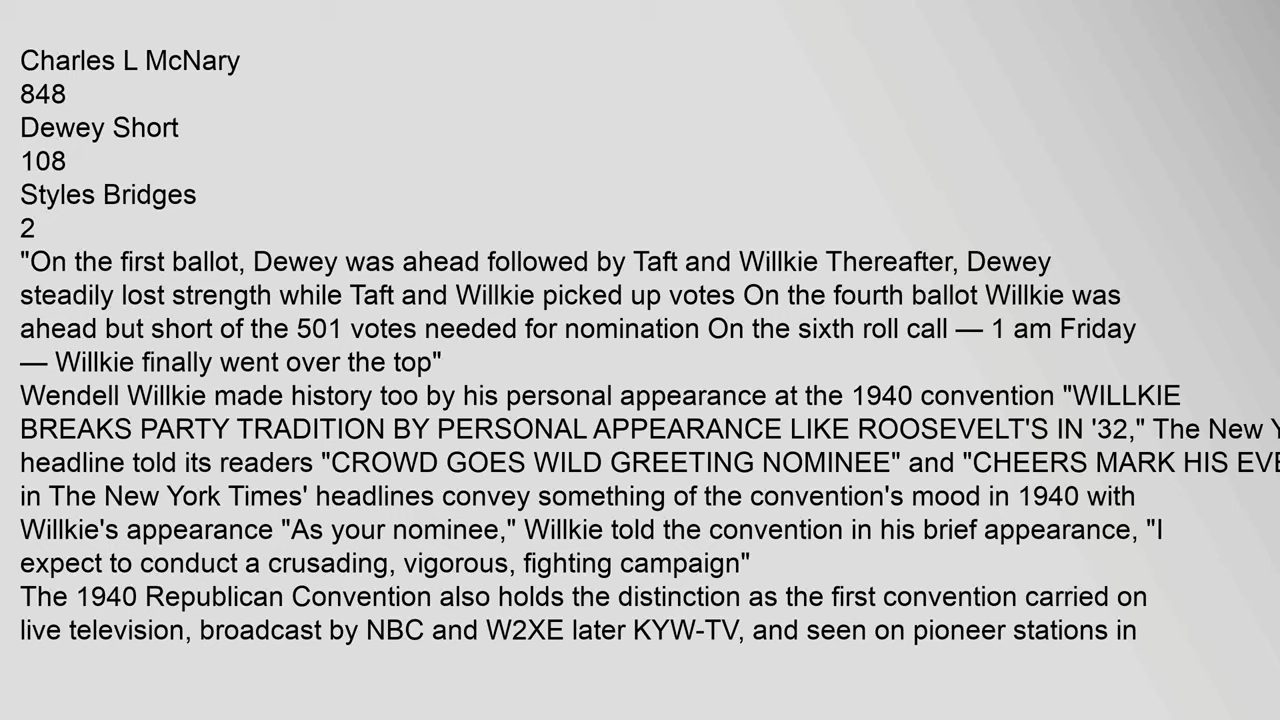 Charles L McNary
848
Dewey Short
108
Styles Bridges
2
"On the first ballot, Dewey was ahead followed by Taft and Willkie Thereafter, Dewey
steadily lost strength while Taft and Willkie picked up votes On the fourth ballot Willkie was
ahead but short of the 501 votes needed for nomination On the sixth roll call — 1 am Friday
— Willkie finally went over the top"
Wendell Willkie made history too by his personal appearance at the 1940 convention "WILLKIE
BREAKS PARTY TRADITION BY PERSONAL APPEARANCE LIKE ROOSEVELT'S IN '32," The New
headline told its readers "CROWD GOES WILD GREETING NOMINEE" and "CHEERS MARK HIS
in The New York Times' headlines convey something of the convention's mood in 1940 with
Willkie's appearance "As your nominee," Willkie told the convention in his brief appearance, "I
expect to conduct a crusading, vigorous, fighting campaign"
The 1940 Republican Convention also holds the distinction as the first convention carried on
live television, broadcast by NBC and W2XE later KYW-TV, and seen on pioneer stations in